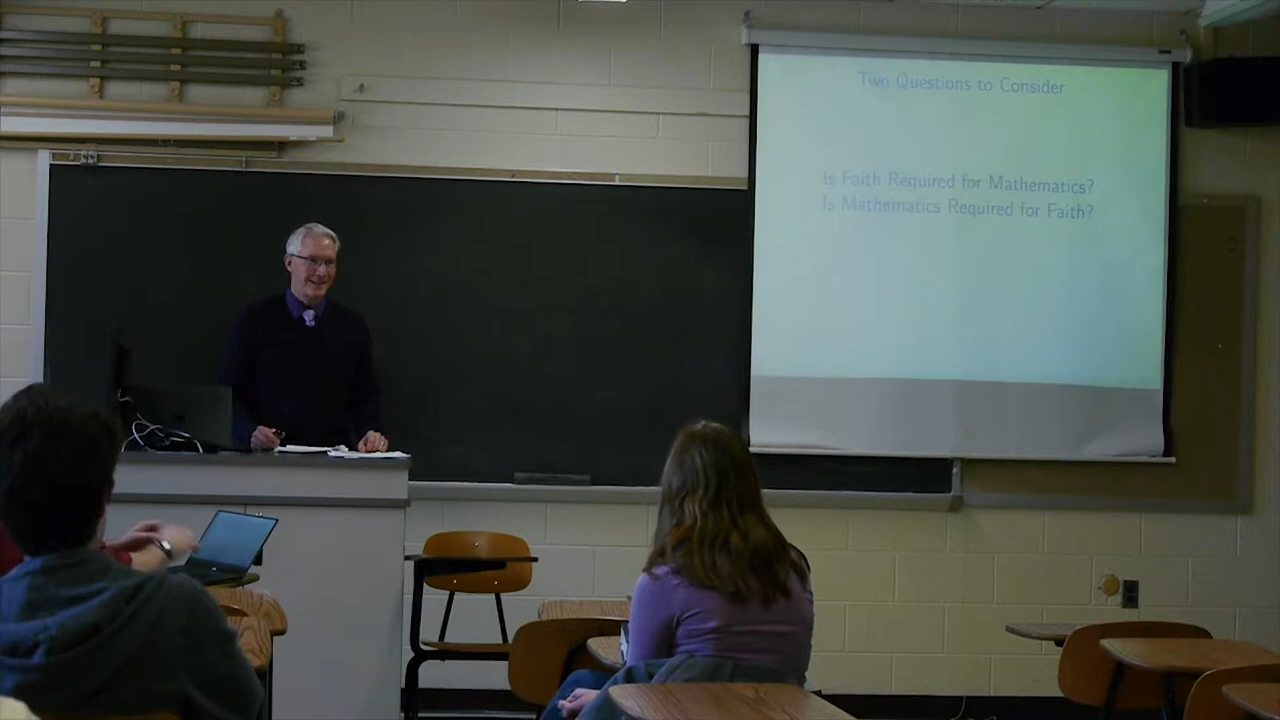 Two Questions to Consider
Is Faith Required for Mathematics?
Is Mathematics Required for Faith?